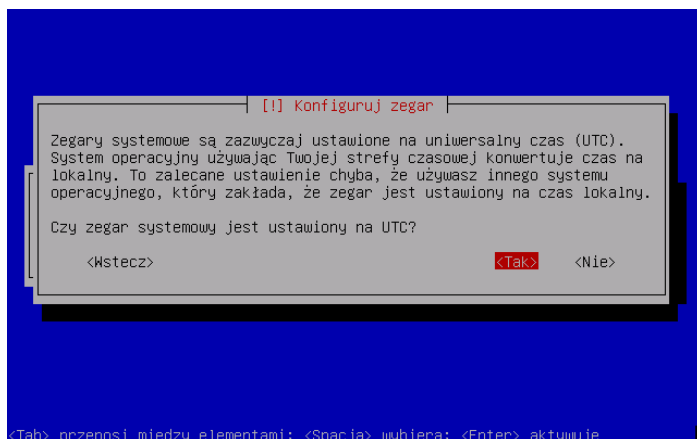 [!] Konfiguruj zegar
Zegary systemowe są zazwyczaj ustawione na uniwersalny czas (UTC).
System operacyjny używając Twojej strefy czasowej konwertuje czas na
lokalny. To zalecane ustawienie chyba, że używasz innego systemu
operacyjnego, który zakłada, że zegar jest ustawiony na czas lokalny.
Czy zegar systemowy jest ustawiony na UTC?
<Wstecz> <Tak> <Nie>
<Tab> przenosi między elementami; <Spacja> wybiera; <Enter> aktywuje